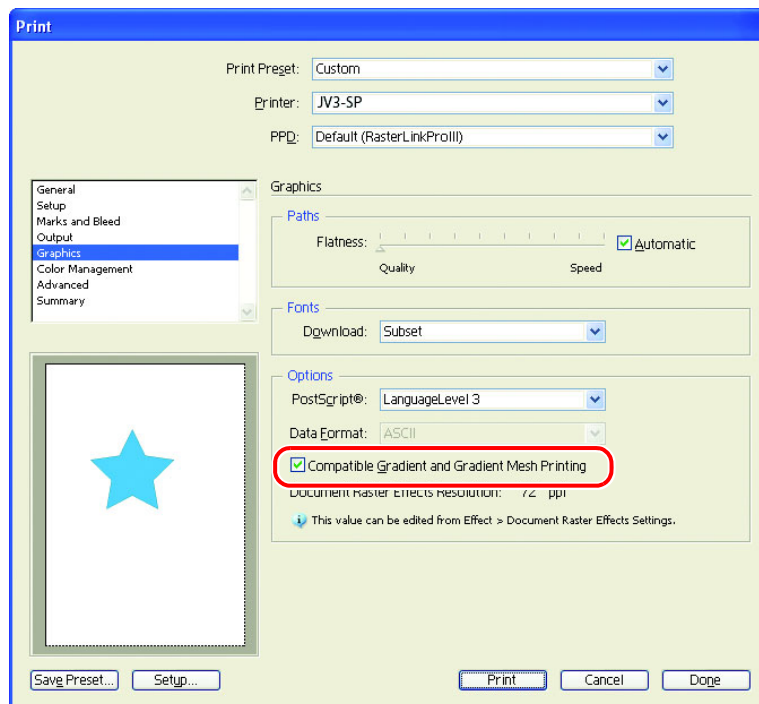 Print
Print Preset: Custom
Printer: JV3-SP
PPD: Default (RasterLinkProIII)
General
Setup
Marks and Bleed
Output
Graphics
Color Management
Advanced
Summary
Graphics
Paths
Flatness:
Automatic
Quality Speed
Fonts
Download: Subset
Options
PostScript®: LanguageLevel 3
Data Format: ASCII
Compatible Gradient and Gradient Mesh Printing
Document Raster Effects Resolution: 72 ppi
This value can be edited from Effect > Document Raster Effects Settings.
Save Preset... Setup... Print Cancel Done